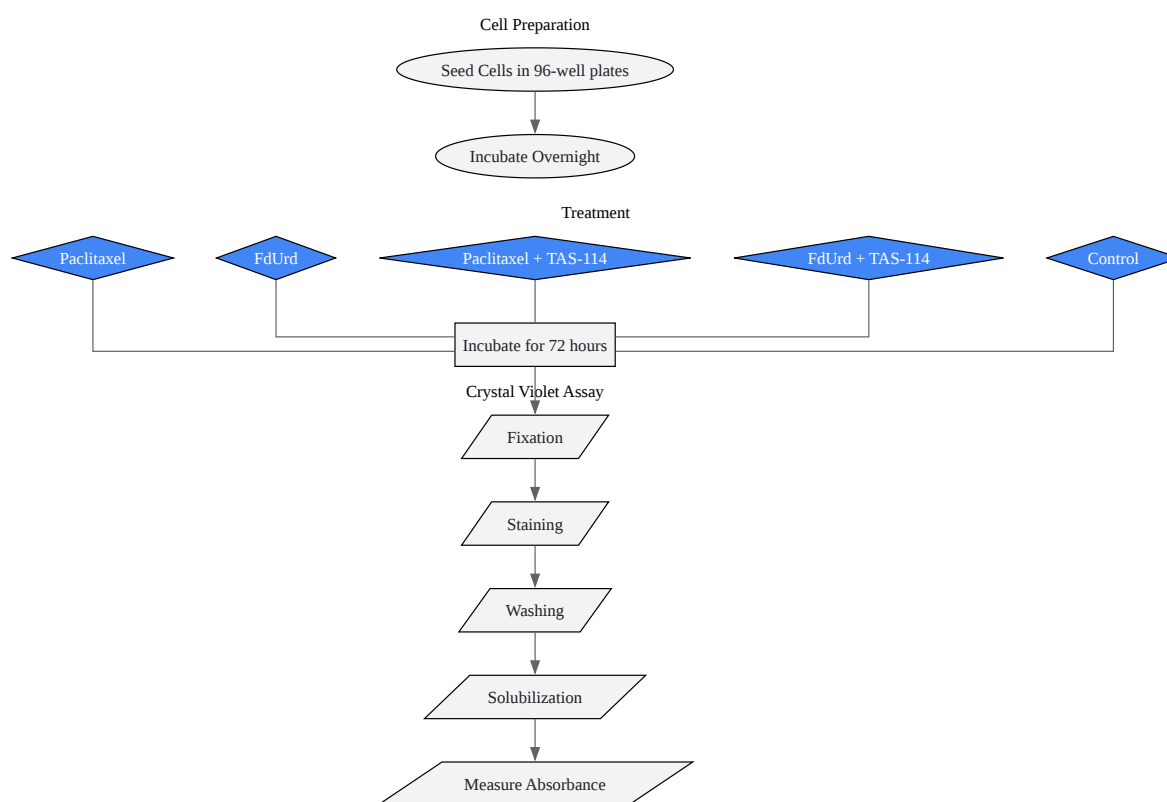 Cell Preparation
Seed Cells in 96-well plates
Incubate Overnight
Treatment
Paclitaxel
FdUrd
Paclitaxel + TAS-114
FdUrd + TAS-114
Control
Incubate for 72 hours
Crystal Violet Assay
Fixation
Staining
Washing
Solubilization
Measure Absorbance